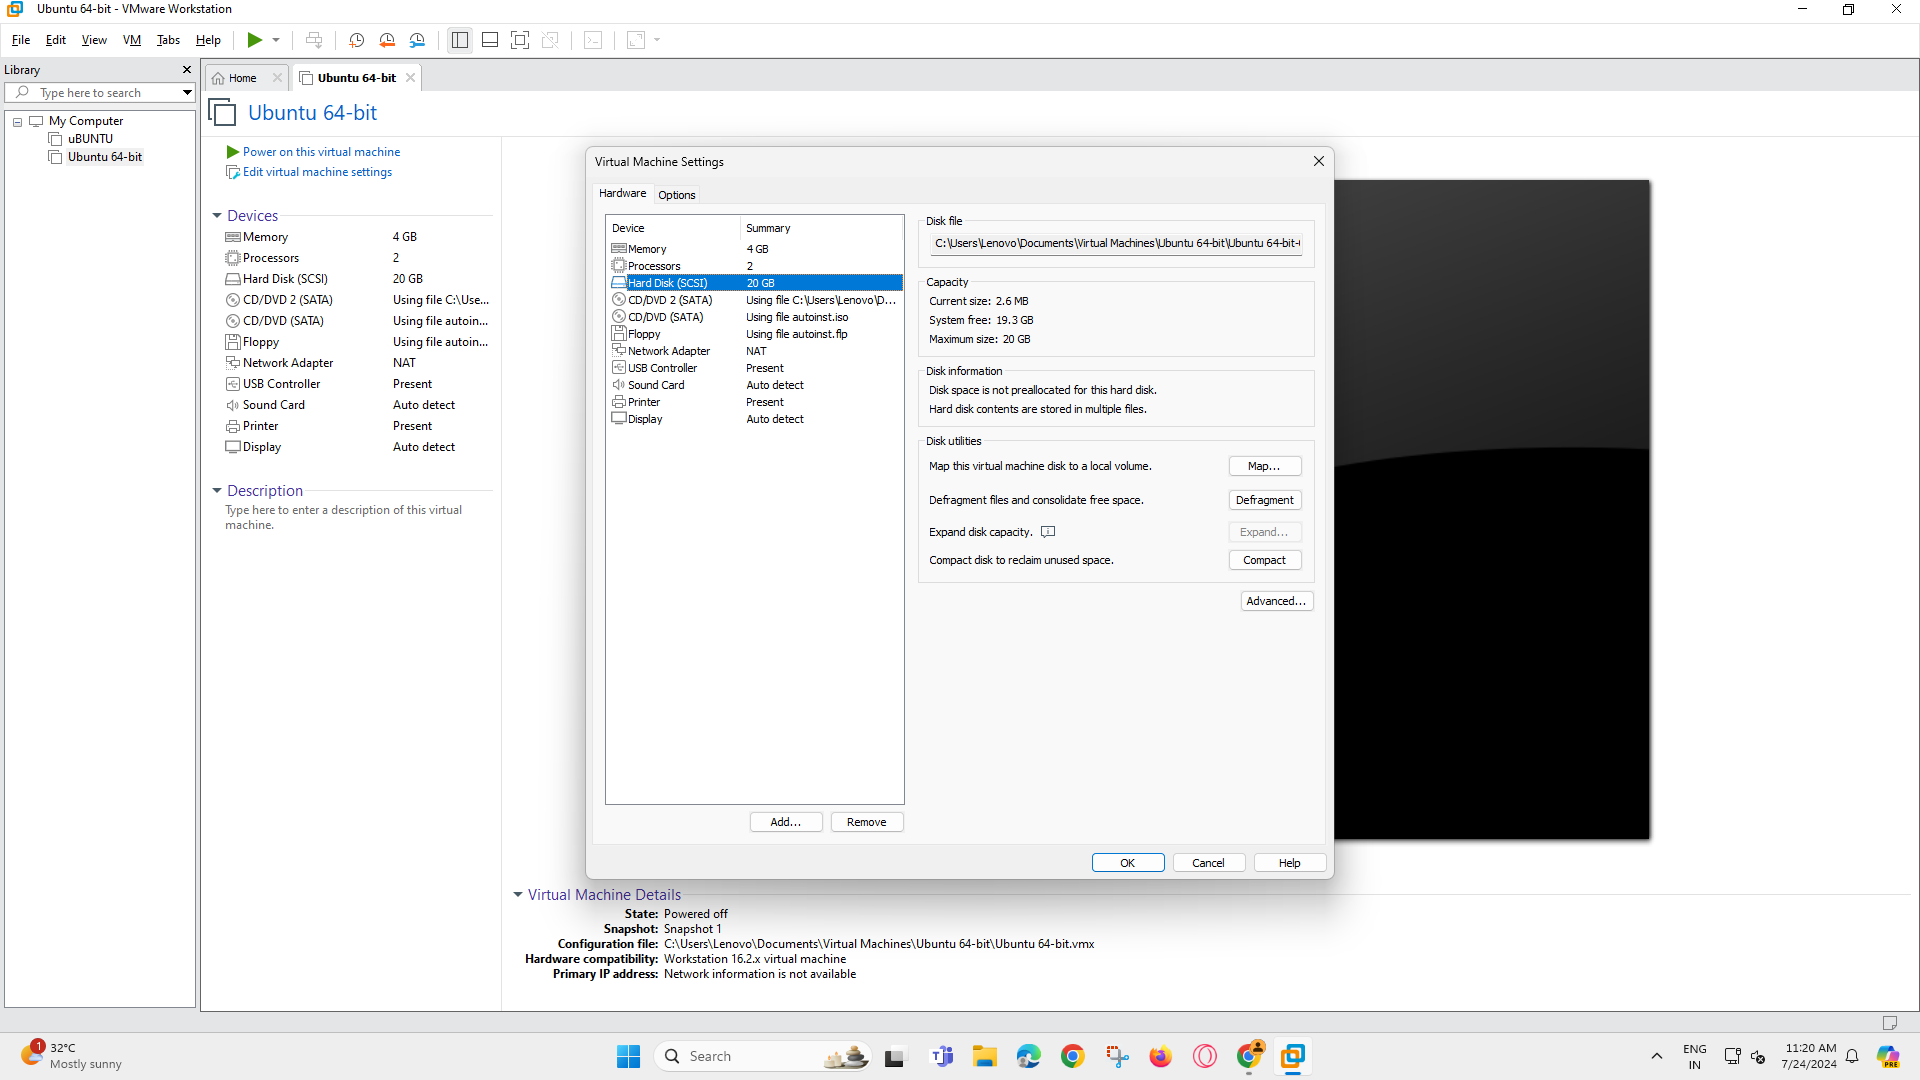 Ubuntu 64-bit - VMware Workstation
File Edit View VM Tabs Help
Library
Type here to search
My Computer
uBUNTU
Ubuntu 64-bit
Home
Ubuntu 64-bit
Ubuntu 64-bit
Power on this virtual machine
Edit virtual machine settings
Devices
Memory 4 GB
Processors 2
Hard Disk (SCSI) 20 GB
CD/DVD 2 (SATA) Using file C:\Use...
CD/DVD (SATA) Using file autoin...
Floppy Using file autoin...
Network Adapter NAT
USB Controller Present
Sound Card Auto detect
Printer Present
Display Auto detect
Description
Type here to enter a description of this virtual
machine.
Virtual Machine Settings
Hardware Options
Device Summary
Memory 4 GB
Processors 2
Hard Disk (SCSI) 20 GB
CD/DVD 2 (SATA) Using file C:\Users\Lenovo\D...
CD/DVD (SATA) Using file autoinst.iso
Floppy Using file autoinst.flp
Network Adapter NAT
USB Controller Present
Sound Card Auto detect
Printer Present
Display Auto detect
Add... Remove
Disk file
C:\Users\Lenovo\Documents\Virtual Machines\Ubuntu 64-bit\Ubuntu 64-bit-
Capacity
Current size: 2.6 MB
System free: 19.3 GB
Maximum size: 20 GB
Disk information
Disk space is not preallocated for this hard disk.
Hard disk contents are stored in multiple files.
Disk utilities
Map this virtual machine disk to a local volume. Map...
Defragment files and consolidate free space. Defragment
Expand disk capacity. Expand...
Compact disk to reclaim unused space. Compact
Advanced...
OK Cancel Help
Virtual Machine Details
State: Powered off
Snapshot: Snapshot 1
Configuration file: C:\Users\Lenovo\Documents\Virtual Machines\Ubuntu 64-bit\Ubuntu 64-bit.vmx
Hardware compatibility: Workstation 16.2.x virtual machine
Primary IP address: Network information is not available
1
32°C
Mostly sunny
Search
ENG
IN
11:20 AM
7/24/2024
PRE